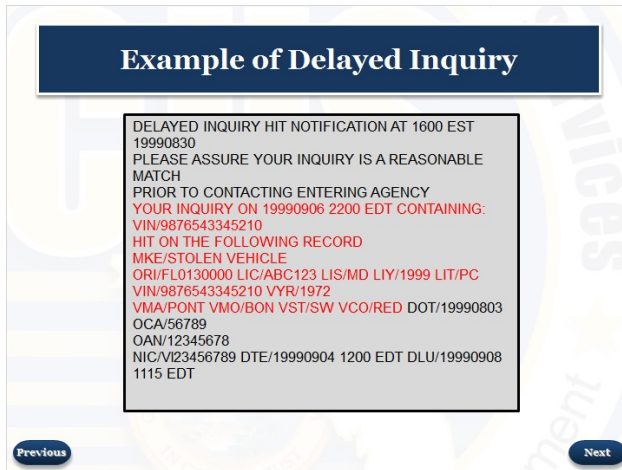 Example of Delayed Inquiry
DELAYED INQUIRY HIT NOTIFICATION AT 1600 EST
19990830
PLEASE ASSURE YOUR INQUIRY IS A REASONABLE
MATCH
PRIOR TO CONTACTING ENTERING AGENCY
YOUR INQUIRY ON 19990906 2200 EDT CONTAINING:
VIN/9876543345210
HIT ON THE FOLLOWING RECORD
MKE/STOLEN VEHICLE
ORI/FL0130000 LIC/ABC123 LIS/MD LIY/1999 LIT/PC
VIN/9876543345210 VYR/1972
VMA/PONT VMO/BON VST/SW VCO/RED DOT/19990803
OCA/56789
OAN/12345678
NIC/VI23456789 DTE/19990904 1200 EDT DLU/19990908
1115 EDT
Previous
Next